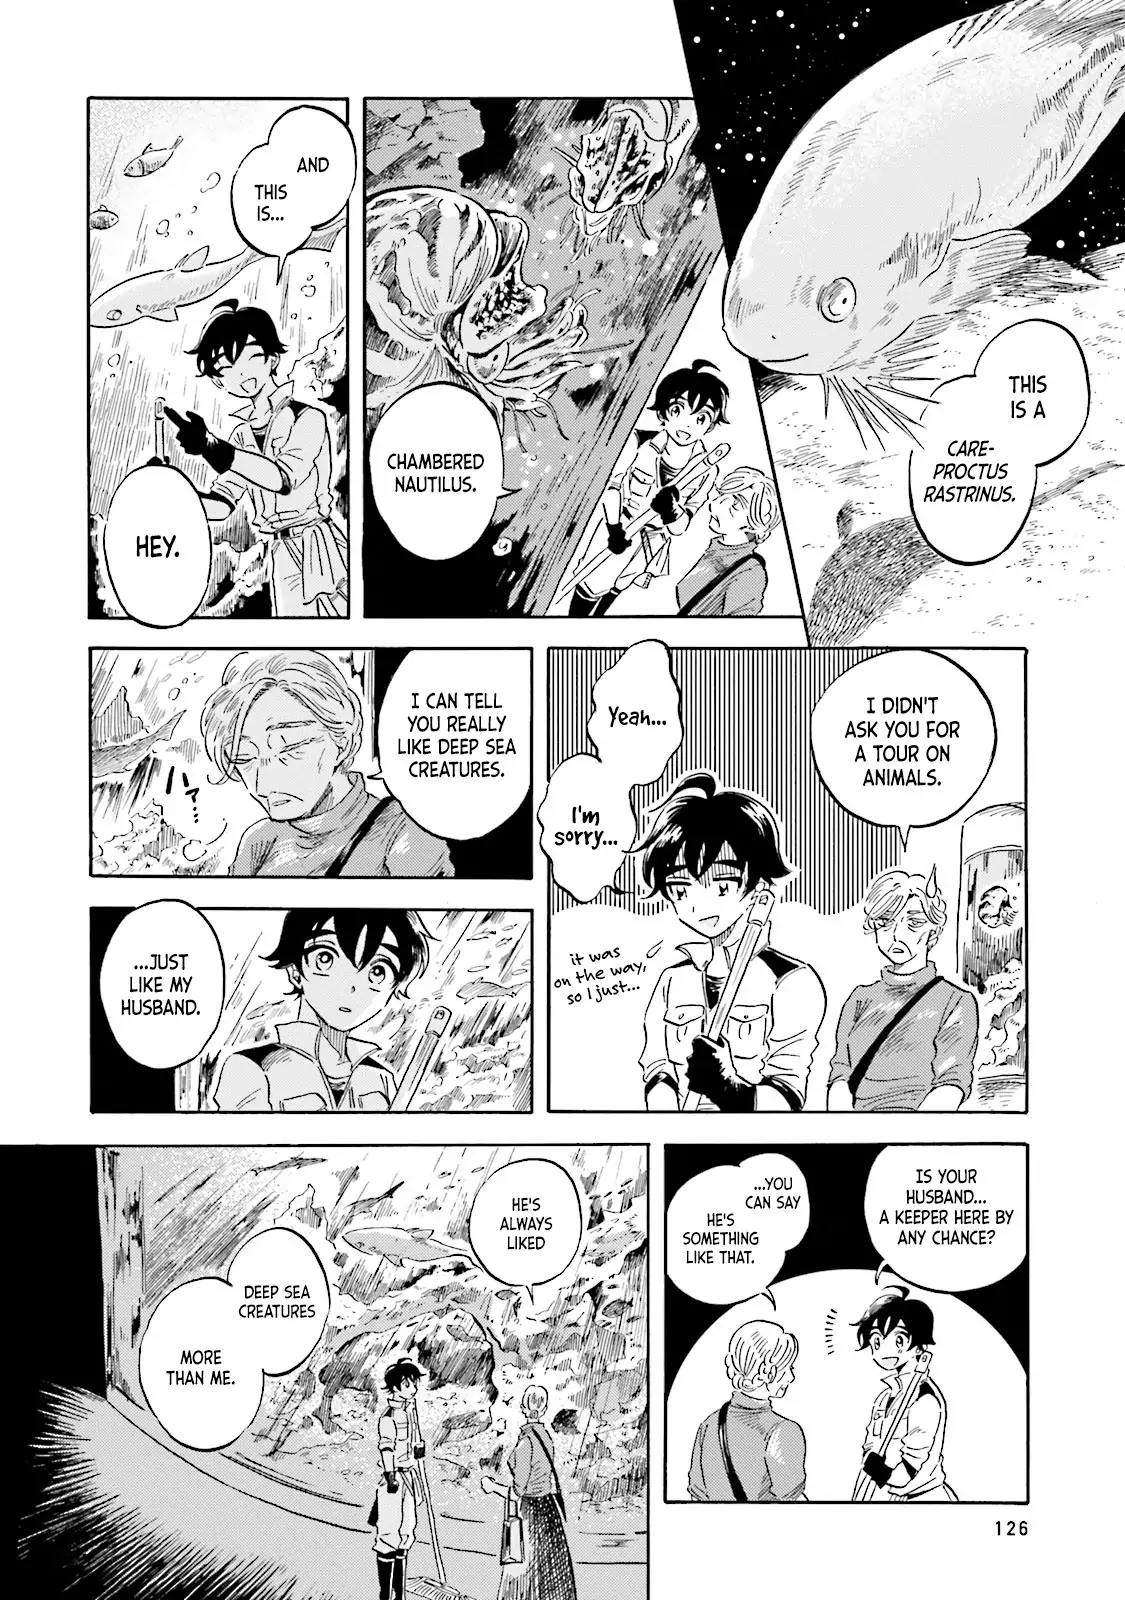 THIS
IS A
CARE-
PROCTUS
RASTRINUS.
CHAMBERED
NAUTILUS.
AND
THIS
IS...
HEY.
I DIDN'T
ASK YOU FOR
A TOUR ON
ANIMALS.
Yeah...
I'm
sorry...
it was
on the way,
so I just...
I CAN TELL
YOU REALLY
LIKE DEEP SEA
CREATURES.
ハァ...
...JUST
LIKE MY
HUSBAND.
IS YOUR
HUSBAND...
A KEEPER HERE BY
ANY CHANCE?
...YOU
CAN SAY
HE'S
SOMETHING
LIKE THAT.
HE'S
ALWAYS
LIKED
DEEP SEA
CREATURES
MORE
THAN ME.
126